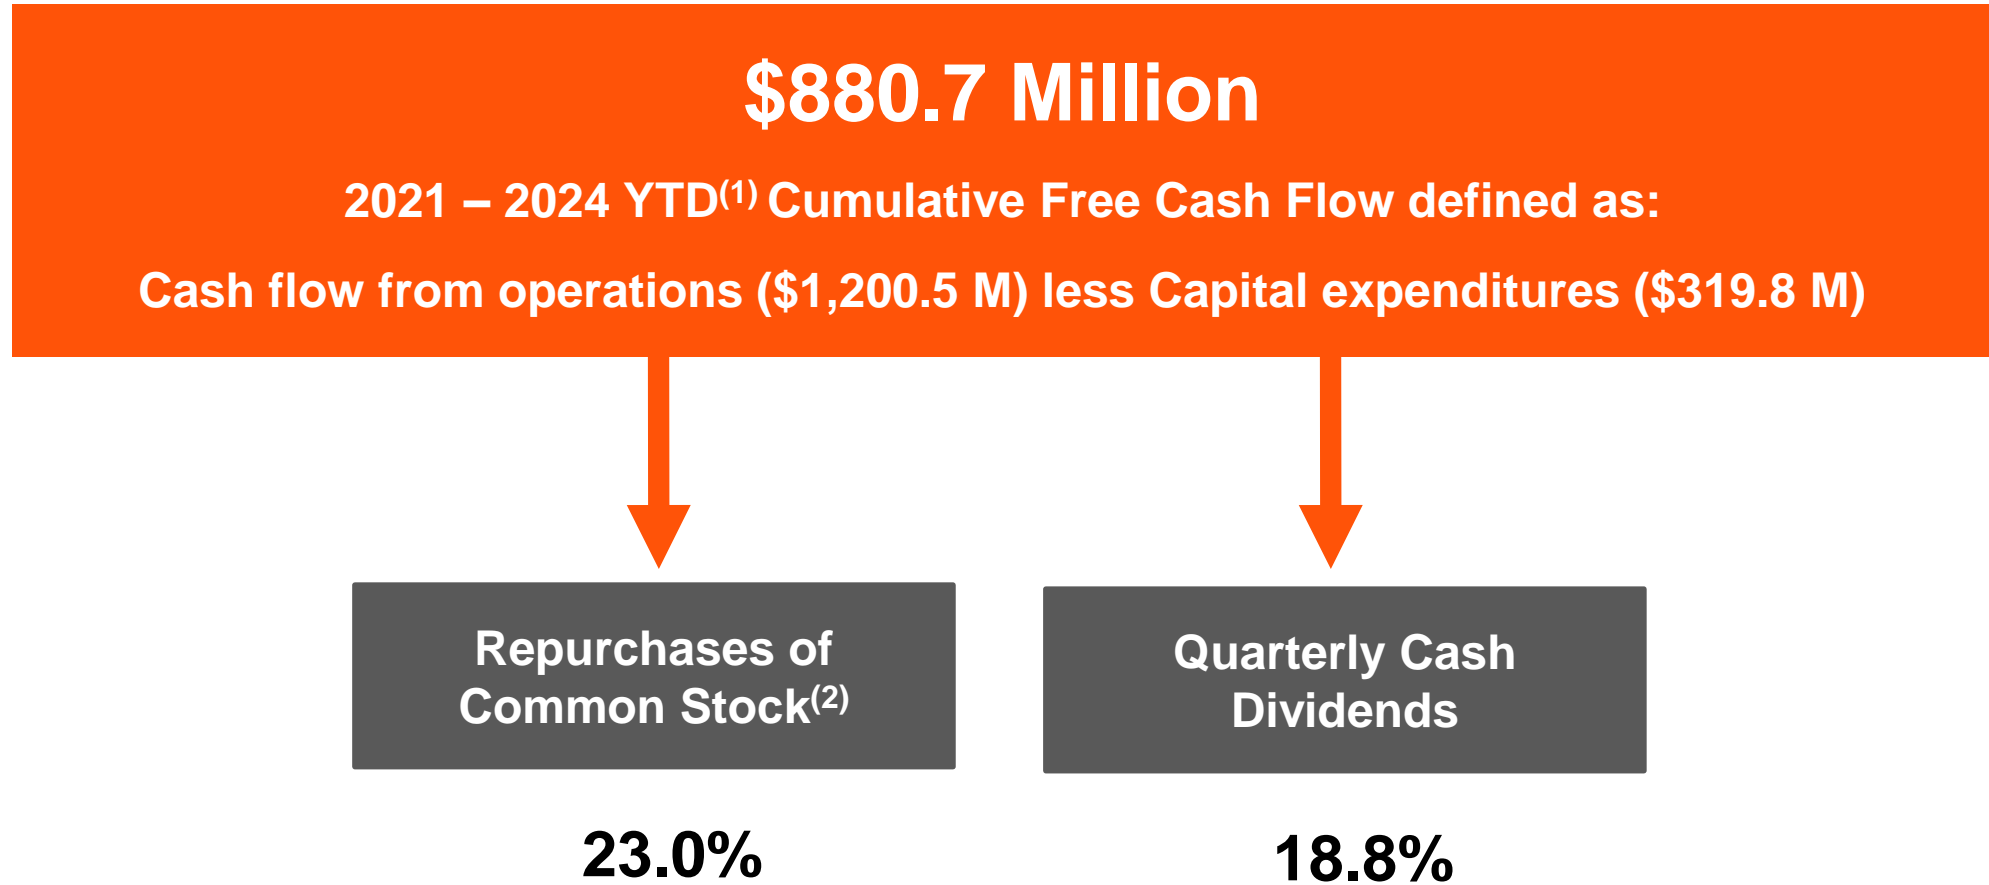 $880.7 Million
2021 – 2024 YTD(1) Cumulative Free Cash Flow defined as:
Cash flow from operations ($1,200.5 M) less Capital expenditures ($319.8 M)
Repurchases of
Common Stock(2)
Quarterly Cash
Dividends
23.0%
18.8%